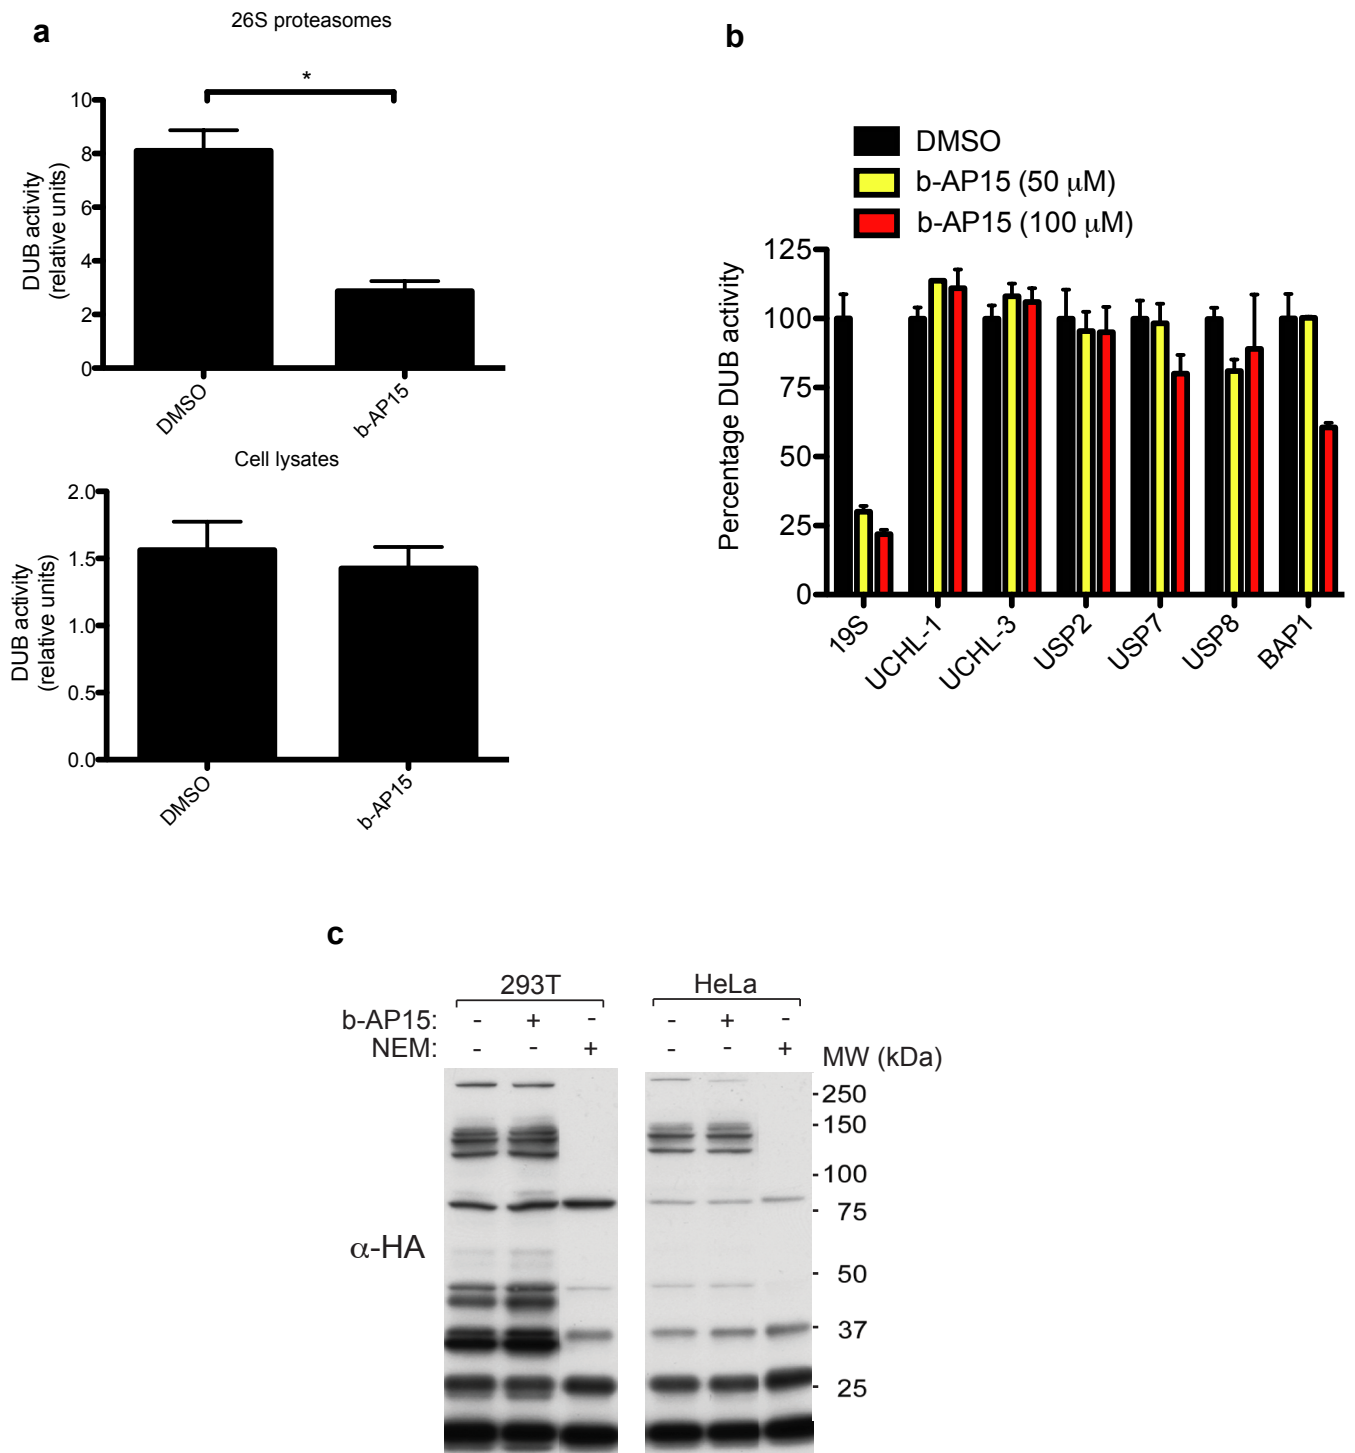 a
26S proteasomes
*
10
8
6
4
2
0
DUB activity
(relative units)
DMSO
b-AP15
Cell lysates
2.0
1.5
1.0
0.5
0.0
DUB activity
(relative units)
DMSO
b-AP15
b
DMSO
b-AP15 (50 μM)
b-AP15 (100 μM)
125
100
75
50
25
0
Percentage DUB activity
19S
UCHL-1
UCHL-3
USP2
USP7
USP8
BAP1
c
293T HeLa
b-AP15: - + - - + -
NEM: - - + - - + MW (kDa)
-250
-150
-100
- 75
- 50
- 37
- 25
α-HA